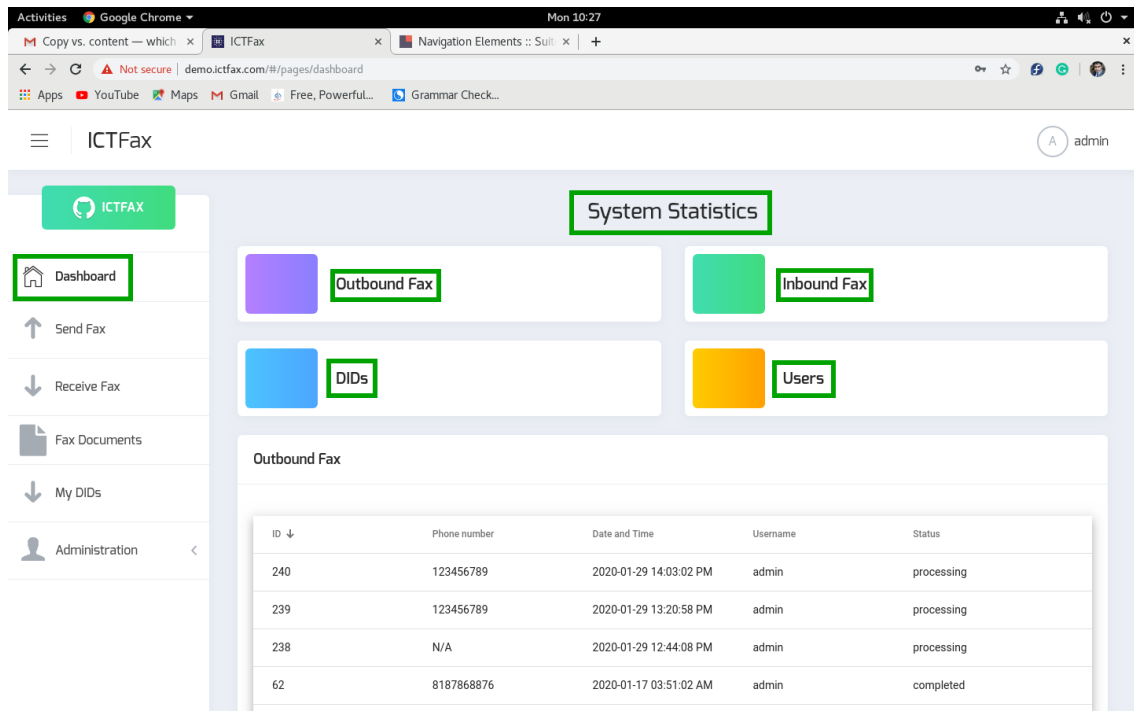 Activities Google Chrome Mon 10:27
Copy vs. content — which ICTFax Navigation Elements :: Suit
Not secure demo.ictfax.com/#/pages/dashboard
Apps YouTube Maps Gmail Free, Powerful... Grammar Check...
ICTFax A admin
ICTFAX
System Statistics
Dashboard
Outbound Fax Inbound Fax
Send Fax
DIDs Users
Receive Fax
Fax Documents
Outbound Fax
My DIDs
ID Phone number Date and Time Username Status
Administration
240 123456789 2020-01-29 14:03:02 PM admin processing
239 123456789 2020-01-29 13:20:58 PM admin processing
238 N/A 2020-01-29 12:44:08 PM admin processing
62 8187868876 2020-01-17 03:51:02 AM admin completed